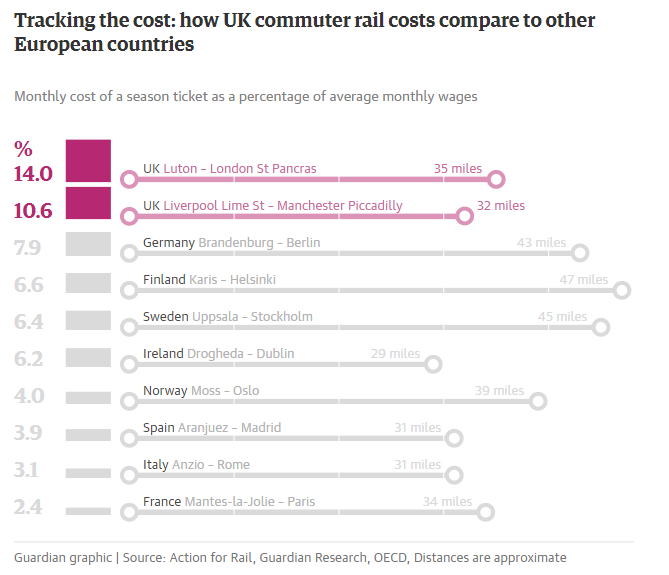 Tracking the cost: how UK commuter rail costs compare to other
European countries
Monthly cost of a season ticket as a percentage of average monthly wages
%
14.0 UK Luton – London St Pancras 35 miles
10.6 UK Liverpool Lime St – Manchester Piccadilly 32 miles
7.9 Germany Brandenburg – Berlin 43 miles
6.6 Finland Karis – Helsinki 47 miles
6.4 Sweden Uppsala – Stockholm 45 miles
6.2 Ireland Drogheda – Dublin 29 miles
4.0 Norway Moss – Oslo 39 miles
3.9 Spain Aranjuez – Madrid 31 miles
3.1 Italy Anzio – Rome 31 miles
2.4 France Mantes-la-Jolie – Paris 34 miles
Guardian graphic | Source: Action for Rail, Guardian Research, OECD, Distances are approximate